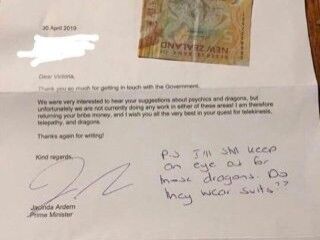 NEW ZEALAND
30 April 2019
Dear Victoria,
Thank you so much for getting in touch with the Government.
We were very interested to hear your suggestions about psychics and dragons, but
unfortunately we are not currently doing any work in either of these areas! I am therefore
returning your bribe money, and I wish you all the very best in your quest for telekinesis,
telepathy, and dragons.
Thanks again for writing!
Kind regards,
Jacinda Ardern
Prime Minister
P.S I'll still keep
an eye out for
those dragons. Do
they wear suits??